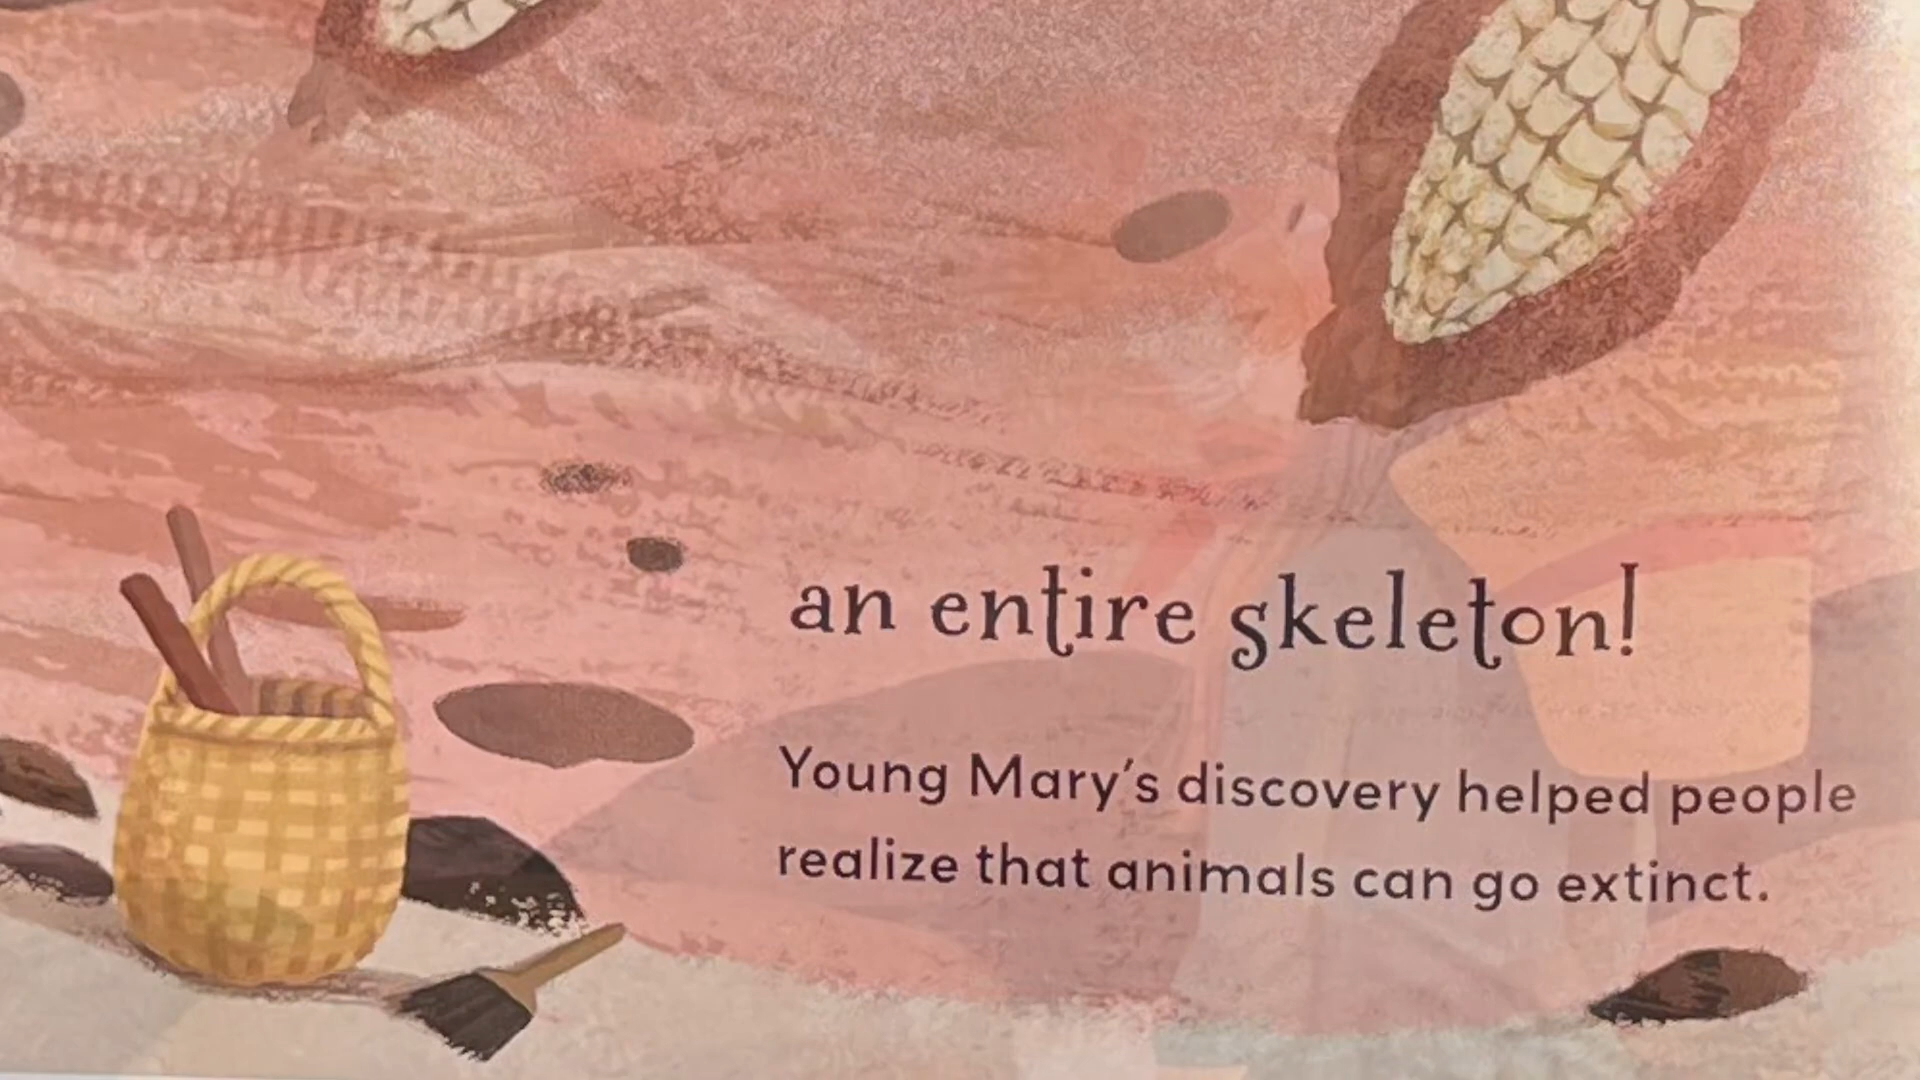 an entire skeleton!
Young Mary's discovery helped people
realize that animals can go extinct.